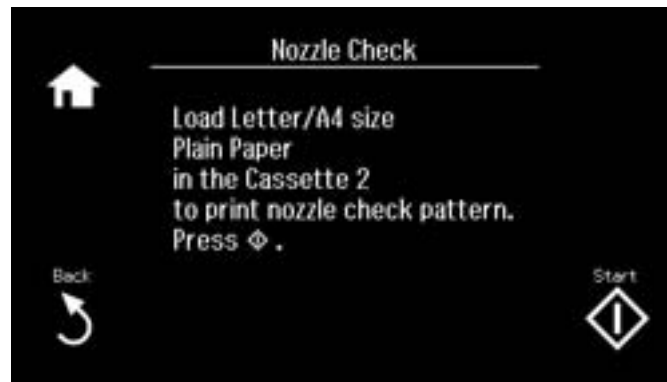 Nozzle Check
Load Letter/A4 size
Plain Paper
in the Cassette 2
to print nozzle check pattern.
Press .
Back
Start